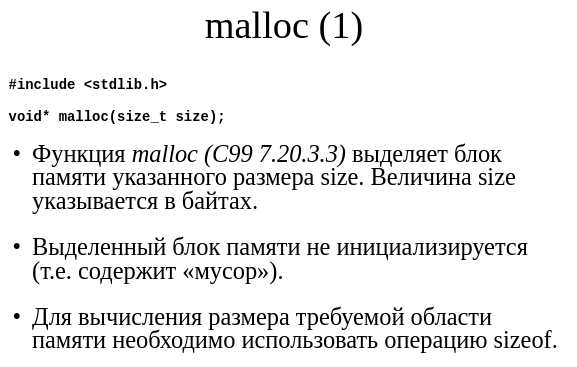 malloc (1)
#include <stdlib.h>
void* malloc(size_t size);
• Функция malloc (C99 7.20.3.3) выделяет блок
памяти указанного размера size. Величина size
указывается в байтах.
• Выделенный блок памяти не инициализируется
(т.е. содержит «мусор»).
• Для вычисления размера требуемой области
памяти необходимо использовать операцию sizeof.